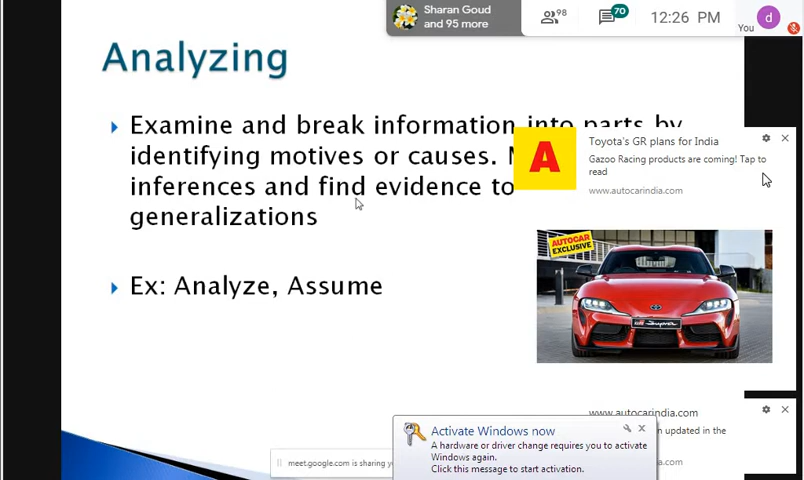 Sharan Goud
and 95 more
98
70
12:26 PM
You
d
Analyzing
Examine and break information into parts by
identifying motives or causes.
inferences and find evidence to
generalizations
Ex: Analyze, Assume
A
Toyota's GR plans for India
Gazoo Racing products are coming! Tap to
read
www.autocarindia.com
AUTOCAR
EXCLUSIVE
GR Supra
www.autocarindia.com
updated in the
Activate Windows now
A hardware or driver change requires you to activate
Windows again.
Click this message to start activation.
meet.google.com is sharing